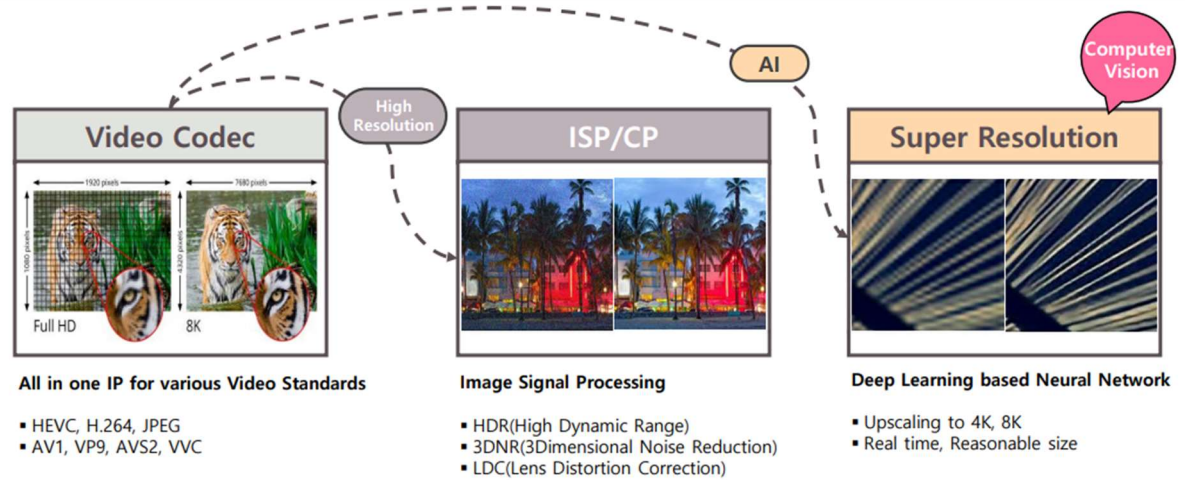 AI
Computer
Vision
High
Resolution
Video Codec
ISP/CP
Super Resolution
1920 pixels
7680 pixels
1080 pixels
4320 pixels
Full HD
8K
All in one IP for various Video Standards
▪ HEVC, H.264, JPEG
▪ AV1, VP9, AVS2, VVC
Image Signal Processing
▪ HDR(High Dynamic Range)
▪ 3DNR(3Dimensional Noise Reduction)
▪ LDC(Lens Distortion Correction)
Deep Learning based Neural Network
▪ Upscaling to 4K, 8K
▪ Real time, Reasonable size